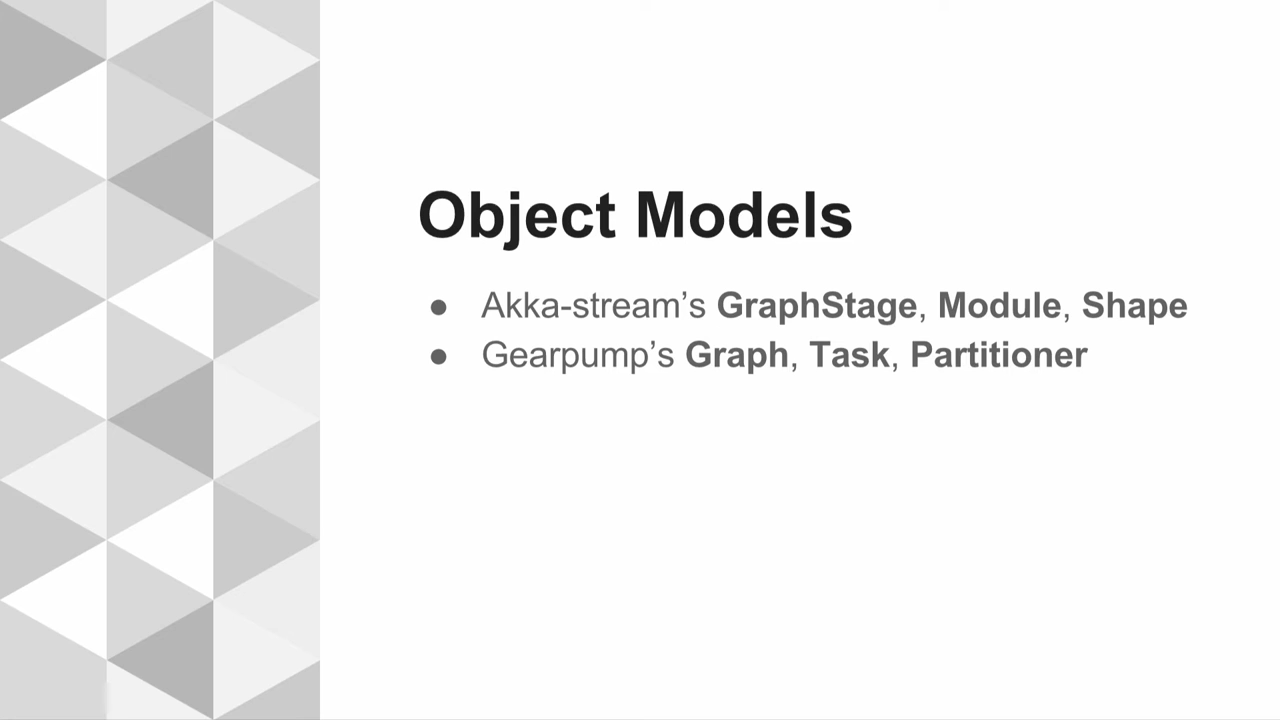 Object Models
● Akka-stream’s GraphStage, Module, Shape
● Gearpump’s Graph, Task, Partitioner